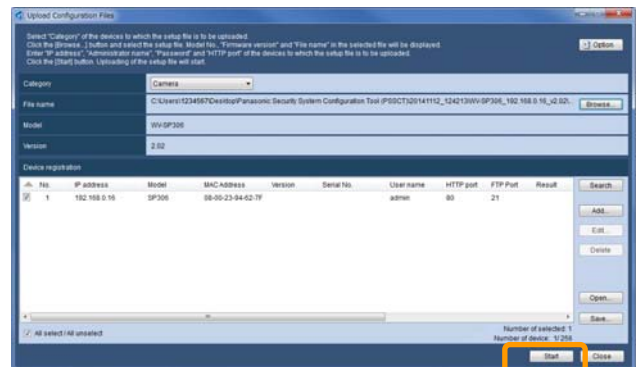 Upload Configuration Files
Select "Category" of the devices to which the setup file is to be uploaded.
Click the [Browse...] button and select the setup file. Model No., "Firmware version" and "File name" in the selected file will be displayed.
Enter "IP address", "Administrator name", "Password" and "HTTP port" of the devices to which the setup file is to be uploaded.
Click the [Start] button. Uploading of the setup file will start.
Option
Category
Camera
File name
C:\Users\1234567\Desktop\Panasonic Security System Configuration Tool (PSSCT)\20141112_124213\WV-SP306_192.168.0.16_v2.02\..
Browse...
Model
WV-SP306
Version
2.02
Device registration
No. IP address Model MAC Address Version Serial No. User name HTTP port FTP Port Result
Search...
1 192.168.0.16 SP306 08-00-23-94-62-7F admin 80 21
Add...
Edit...
Delete
Open...
Save...
All select / All unselect
Number of selected: 1
Number of device: 1/256
Start
Close